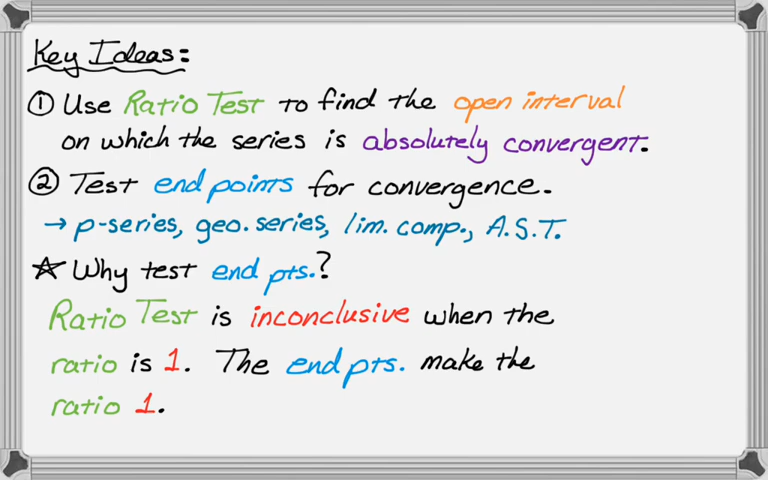 Key Ideas:
① Use Ratio Test to find the open interval
on which the series is absolutely convergent.
② Test end points for convergence.
→ p-series, geo. series, lim. comp., A.S.T.
☆ Why test end pts.?
Ratio Test is inconclusive when the
ratio is 1. The end pts. make the
ratio 1.